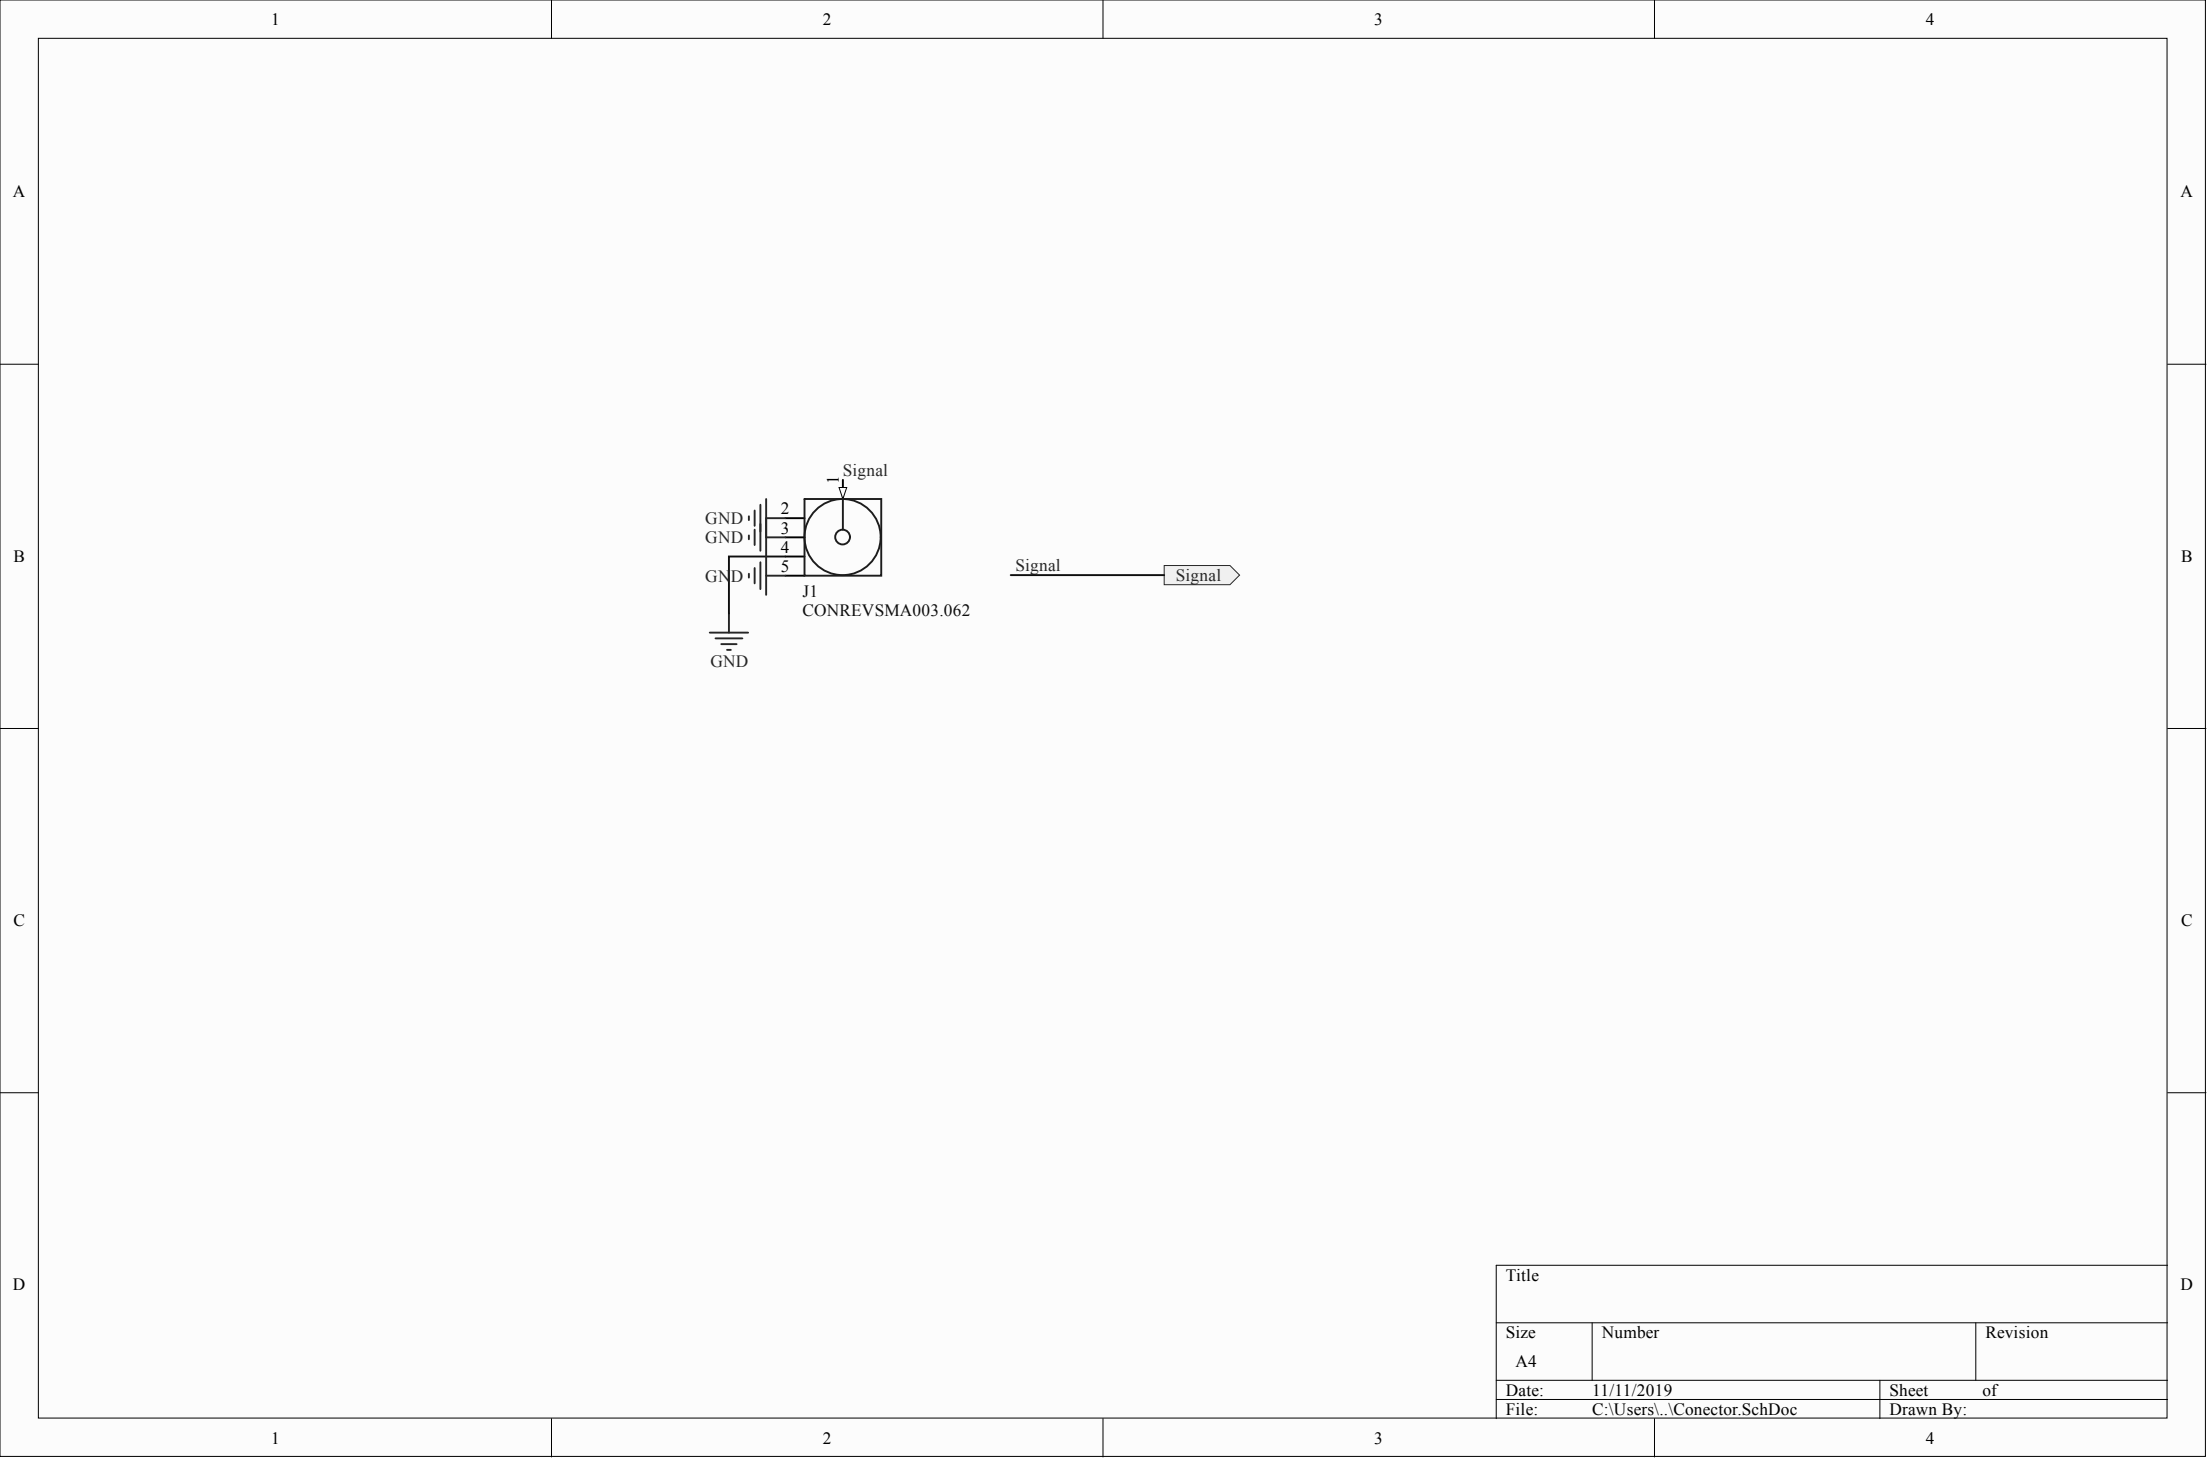 1 2 3 4
A A
Signal
1
GND 2
GND 3
4
B B
GND 5
Signal Signal
J1
CONREVSMA003.062
GND
C C
Title
D D
Size Number Revision
A4
Date: 11/11/2019 Sheet of
File: C:\Users\..\Conector.SchDoc Drawn By:
1 2 3 4